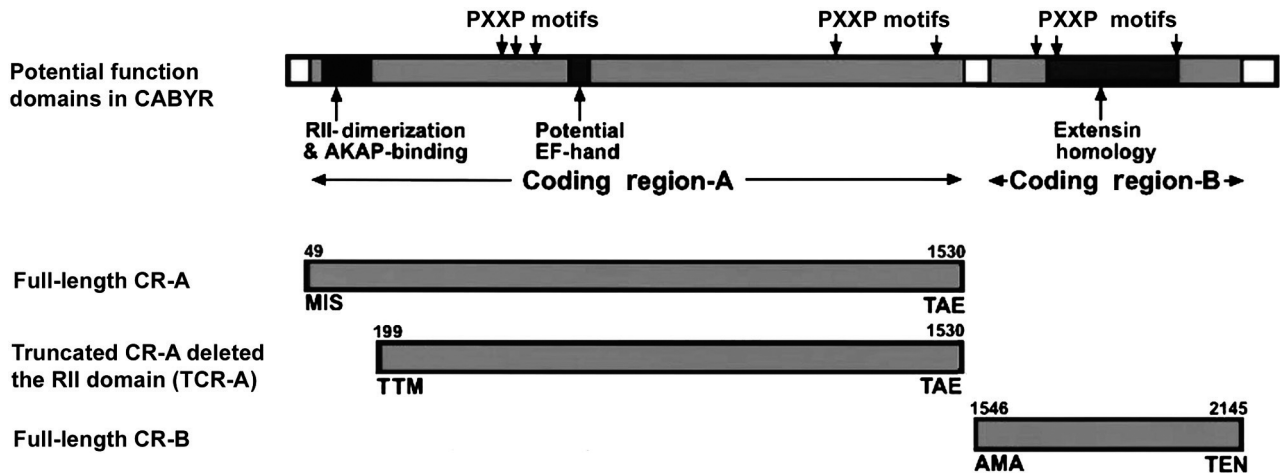 PXXP motifs
PXXP motifs
PXXP motifs
Potential function
domains in CABYR
RII-dimerization
& AKAP-binding
Potential
EF-hand
Extensin
homology
Coding region-A
Coding region-B
Full-length CR-A
49
1530
MIS
TAE
Truncated CR-A deleted
the RII domain (TCR-A)
199
1530
TTM
TAE
Full-length CR-B
1546
2145
AMA
TEN